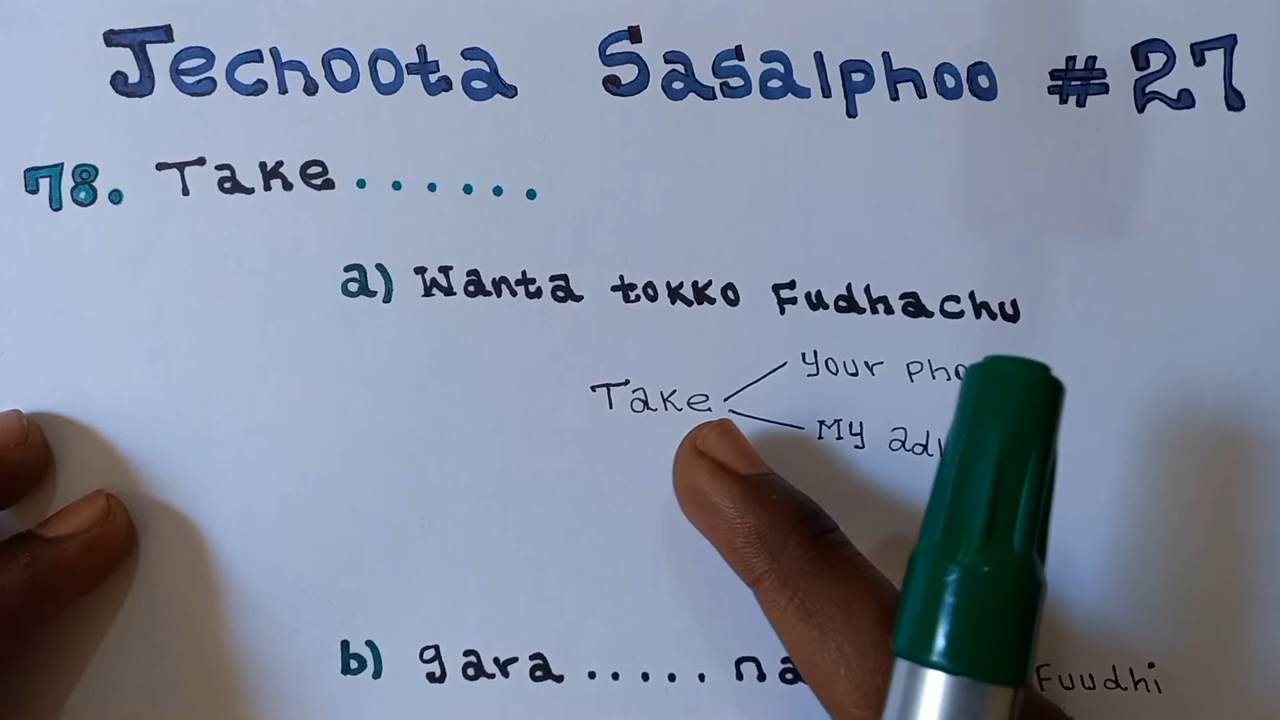 Jechoota Sasalphoo #27
78. Take.......
a) Wanta tokko Fudhachu
Your
Take
My
b) gara ..... Fuudhi